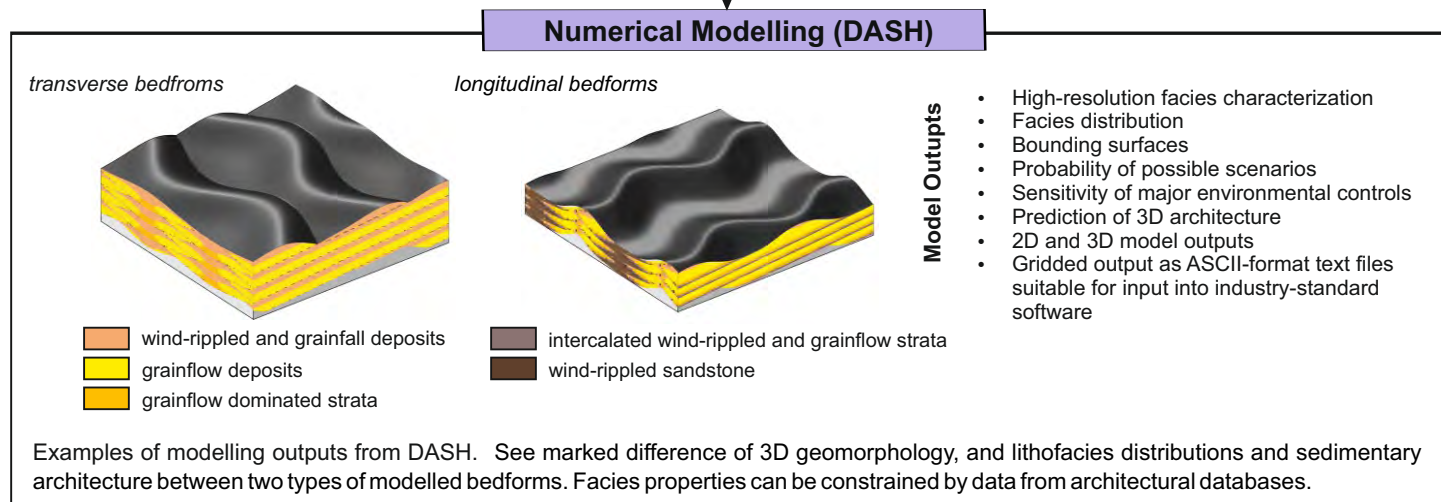 Numerical Modelling (DASH)
transverse bedfroms
longitudinal bedforms
wind-rippled and grainfall deposits
grainflow deposits
grainflow dominated strata
intercalated wind-rippled and grainflow strata
wind-rippled sandstone
Model Outupts
• High-resolution facies characterization
• Facies distribution
• Bounding surfaces
• Probability of possible scenarios
• Sensitivity of major environmental controls
• Prediction of 3D architecture
• 2D and 3D model outputs
• Gridded output as ASCII-format text files
suitable for input into industry-standard
software
Examples of modelling outputs from DASH. See marked difference of 3D geomorphology, and lithofacies distributions and sedimentary
architecture between two types of modelled bedforms. Facies properties can be constrained by data from architectural databases.